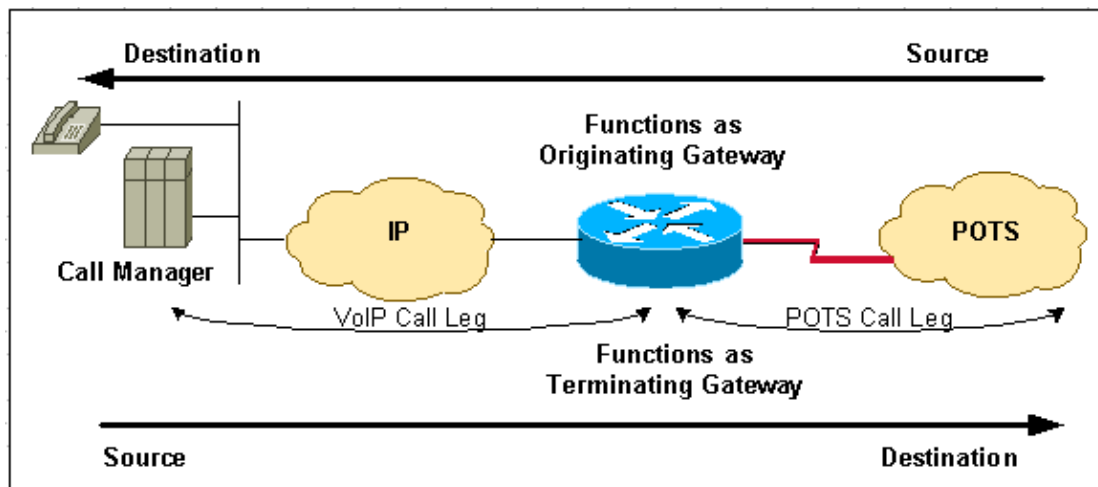 Destination
Source
Functions as
Originating Gateway
IP
POTS
Call Manager
VoIP Call Leg
POTS Call Leg
Functions as
Terminating Gateway
Source
Destination